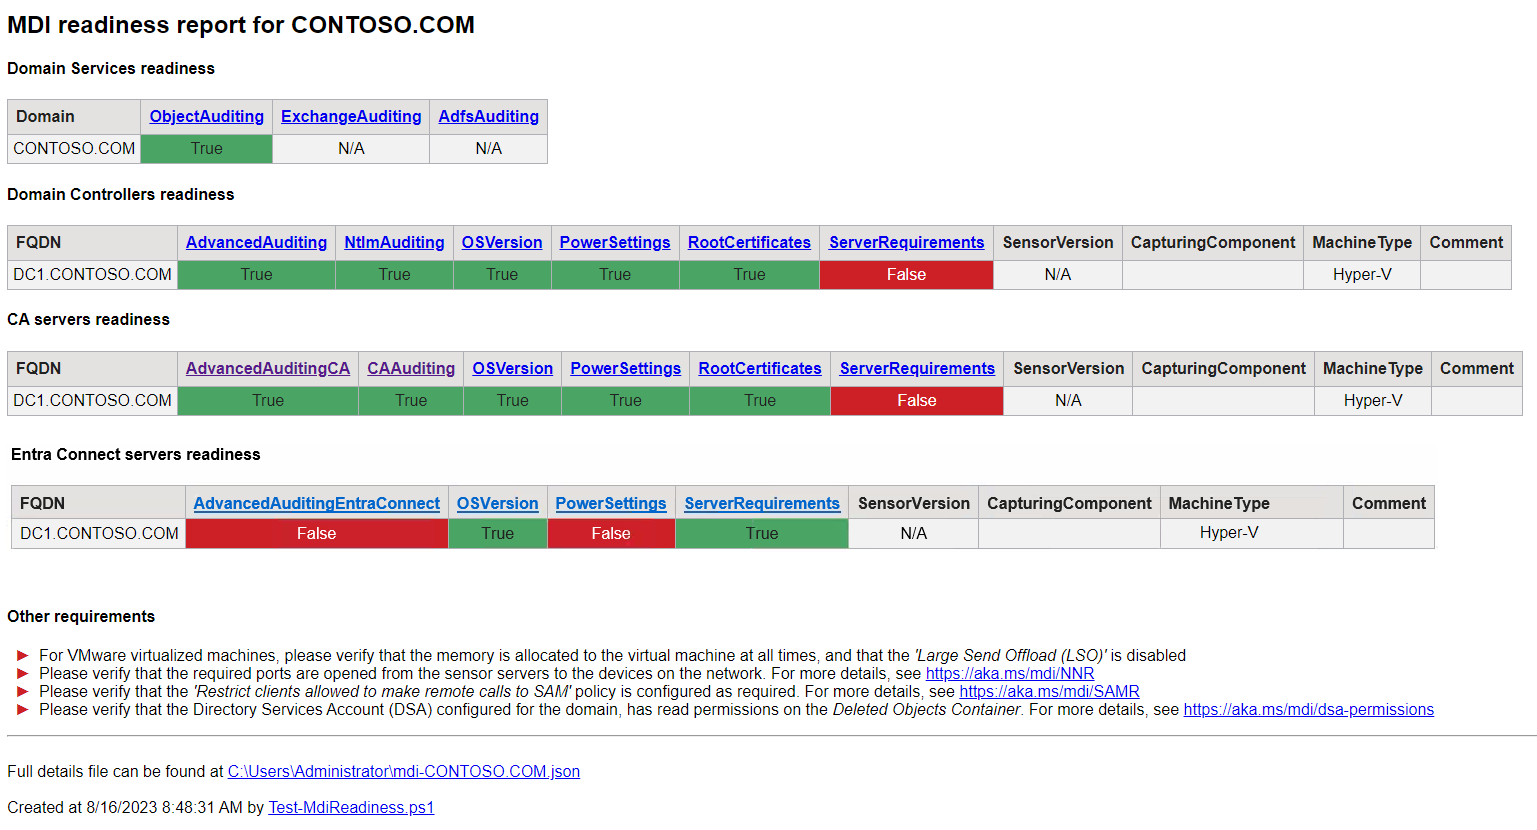 MDI readiness report for CONTOSO.COM
Domain Services readiness
Domain ObjectAuditing ExchangeAuditing AdfsAuditing
CONTOSO.COM True N/A N/A
Domain Controllers readiness
FQDN AdvancedAuditing NtlmAuditing OSVersion PowerSettings RootCertificates ServerRequirements SensorVersion CapturingComponent MachineType Comment
DC1.CONTOSO.COM True True True True True False N/A Hyper-V
CA servers readiness
FQDN AdvancedAuditingCA CAAuditing OSVersion PowerSettings RootCertificates ServerRequirements SensorVersion CapturingComponent MachineType Comment
DC1.CONTOSO.COM True True True True True False N/A Hyper-V
Entra Connect servers readiness
FQDN AdvancedAuditingEntraConnect OSVersion PowerSettings ServerRequirements SensorVersion CapturingComponent MachineType Comment
DC1.CONTOSO.COM False True False True N/A Hyper-V
Other requirements
► For VMware virtualized machines, please verify that the memory is allocated to the virtual machine at all times, and that the 'Large Send Offload (LSO)' is disabled
► Please verify that the required ports are opened from the sensor servers to the devices on the network. For more details, see https://aka.ms/mdi/NNR
► Please verify that the 'Restrict clients allowed to make remote calls to SAM' policy is configured as required. For more details, see https://aka.ms/mdi/SAMR
► Please verify that the Directory Services Account (DSA) configured for the domain, has read permissions on the Deleted Objects Container. For more details, see https://aka.ms/mdi/dsa-permissions
Full details file can be found at C:\Users\Administrator\mdi-CONTOSO.COM.json
Created at 8/16/2023 8:48:31 AM by Test-MdiReadiness.ps1